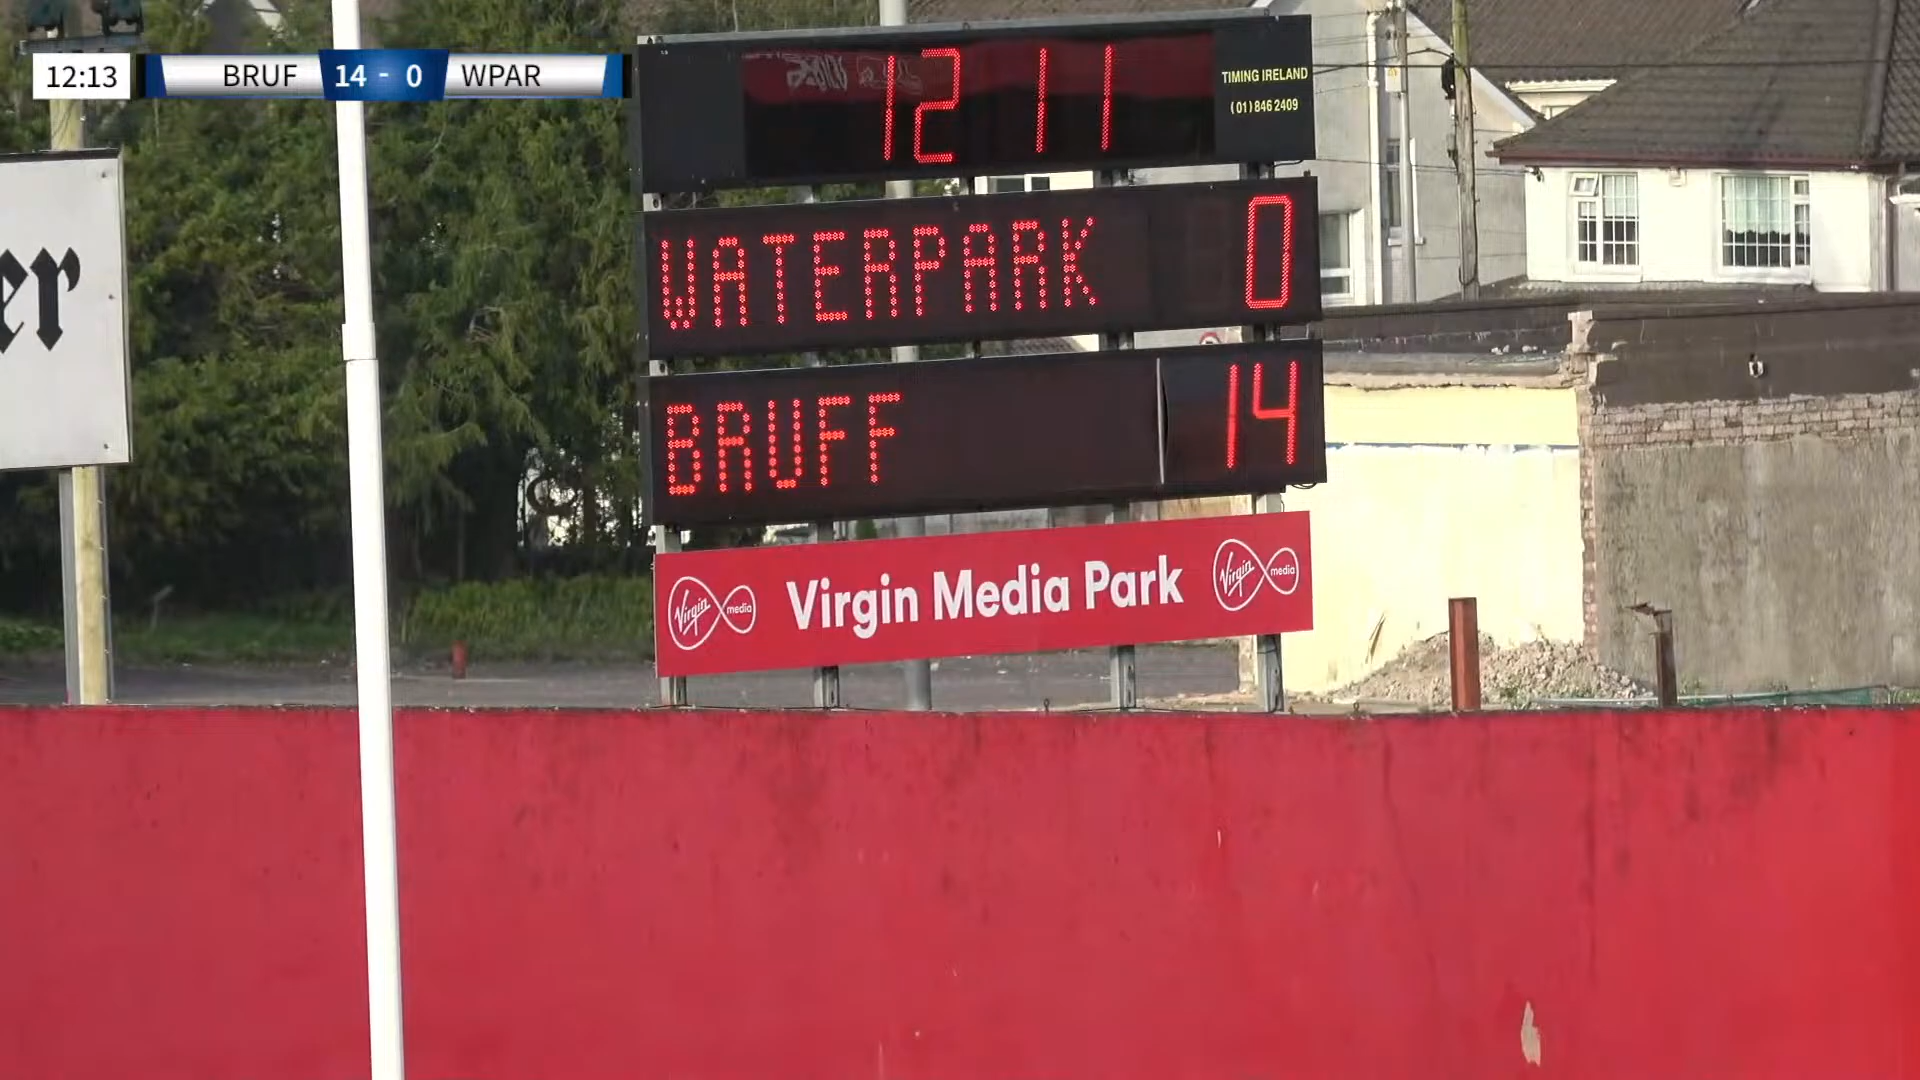 12:13 BRUF 14 - 0 WPAR
12 11
TIMING IRELAND
(01) 846 2409
WATERPARK 0
er
BRUFF 14
Virgin media Virgin Media Park Virgin media